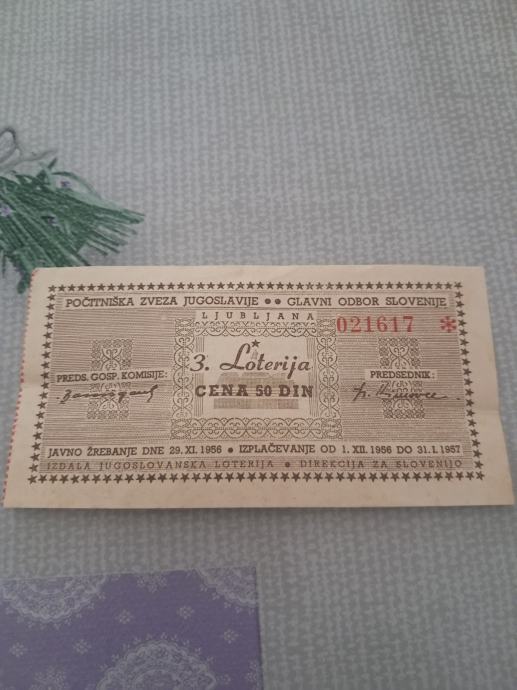 POČITNIŠKA ZVEZA JUGOSLAVIJE ●● GLAVNI ODBOR SLOVENIJE
LJUBLJANA
021617 *
3. Loterija
PREDS. GOSP. KOMISIJE:
PREDSEDNIK:
CENA 50 DIN
JAVNO ŽREBANJE DNE 29. XI. 1956 ● IZPLAČEVANJE OD 1. XII. 1956 DO 31. I. 1957
IZDALA JUGOSLOVANSKA LOTERIJA ● DIREKCIJA ZA SLOVENIJO